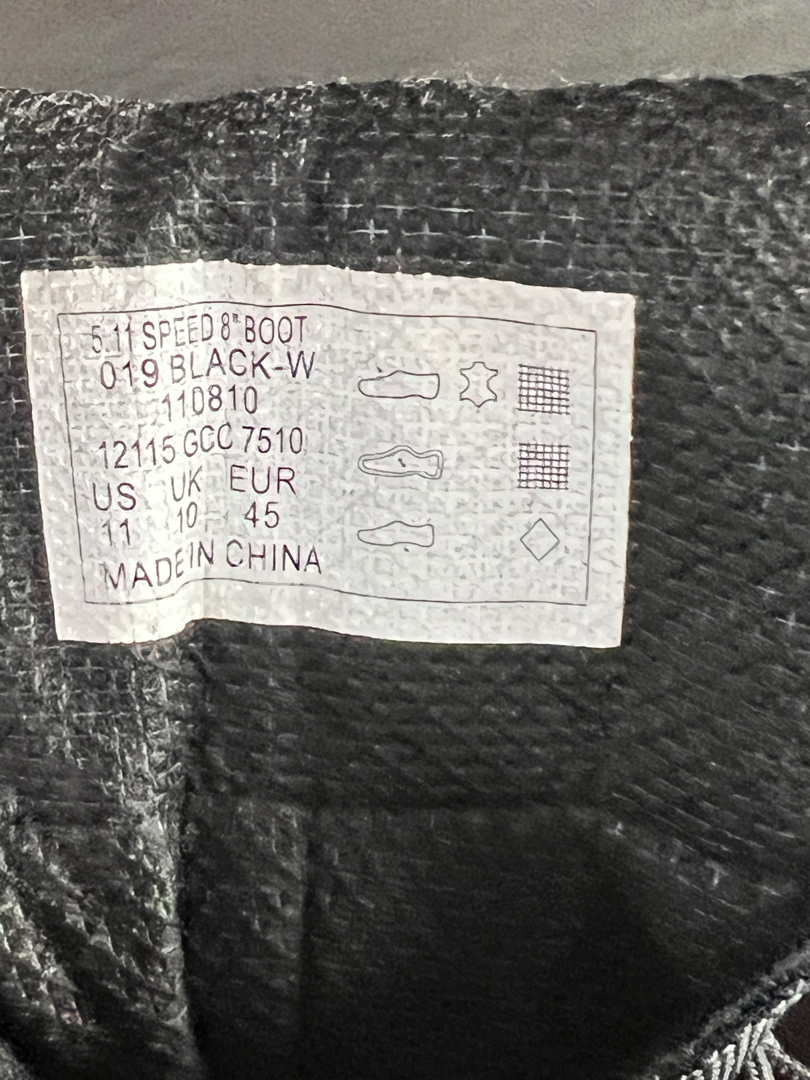 5.11 SPEED 8" BOOT
019 BLACK-W
110810
12115 GCC 7510
US UK EUR
11 10 45
MADE IN CHINA